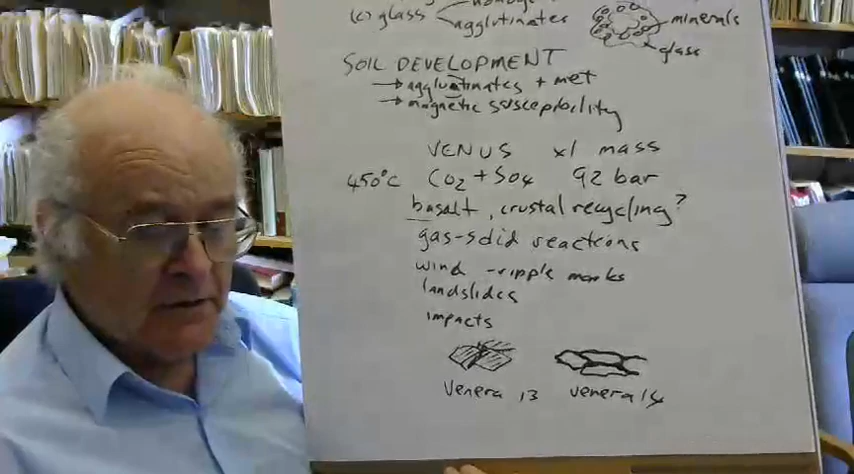 (c) glass
agglutinates
minerals
glass
SOIL DEVELOPMENT
→ agglutinates + met
→ magnetic susceptibility
VENUS x1 mass
450°C CO2 + SO4 92 bar
basalt, crustal recycling?
gas-solid reactions
wind - ripple marks
landslides
impacts
Venera 13 Venera 14